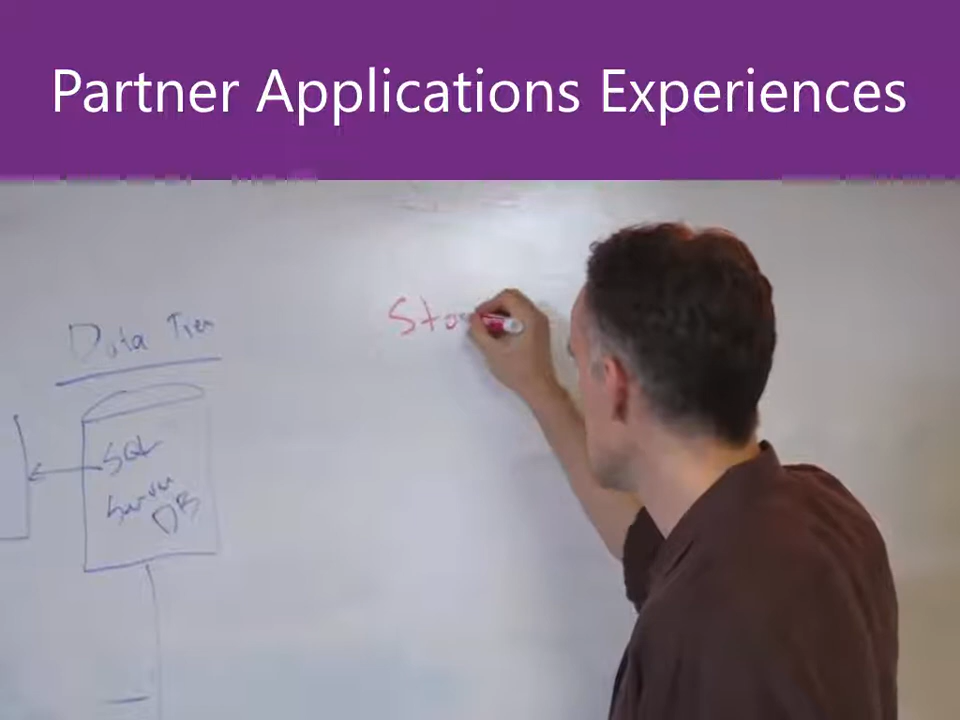 Partner Applications Experiences
Data Tier
Sto
SQL
Server
DB